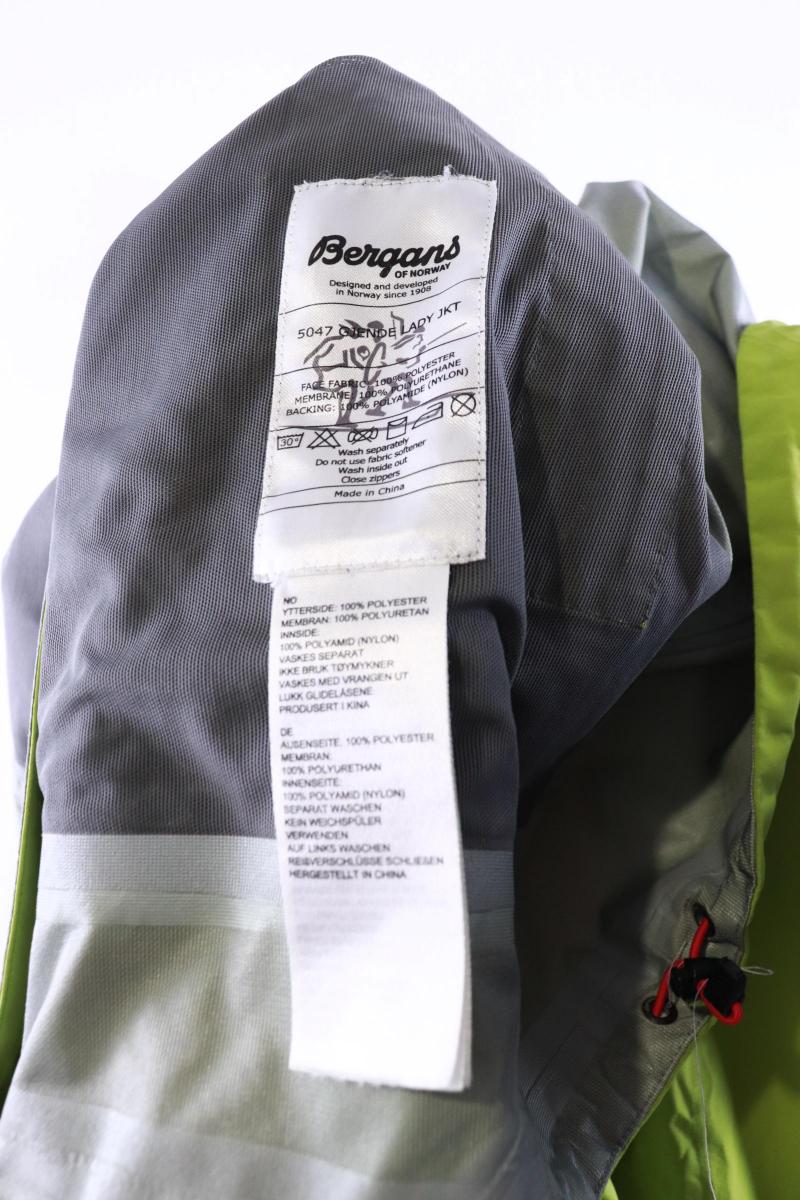 Bergans
OF NORWAY
Designed and developed
in Norway since 1908
5047 GJENDE LADY JKT
FACE FABRIC: 100% POLYESTER
MEMBRANE: 100% POLYURETHANE
BACKING: 100% POLYAMIDE (NYLON)
30°
Wash separately
Do not use fabric softener
Wash inside out
Close zippers
Made in China
NO
YTTERSIDE: 100% POLYESTER
MEMBRAN: 100% POLYURETAN
INNSIDE:
100% POLYAMID (NYLON)
VASKES SEPARAT
IKKE BRUK TØYMYKNER
VASKES MED VRANGEN UT
LUKK GLIDELÅSENE
PRODUSERT I KINA
DE
AUSENSEITE: 100% POLYESTER
MEMBRAN:
100% POLYURETHAN
INNENSEITE:
100% POLYAMID (NYLON)
SEPARAT WASCHEN
KEIN WEICHSPÜLER
VERWENDEN
AUF LINKS WASCHEN
REIßVERSCHLÜSSE SCHLIEßEN
HERGESTELLT IN CHINA